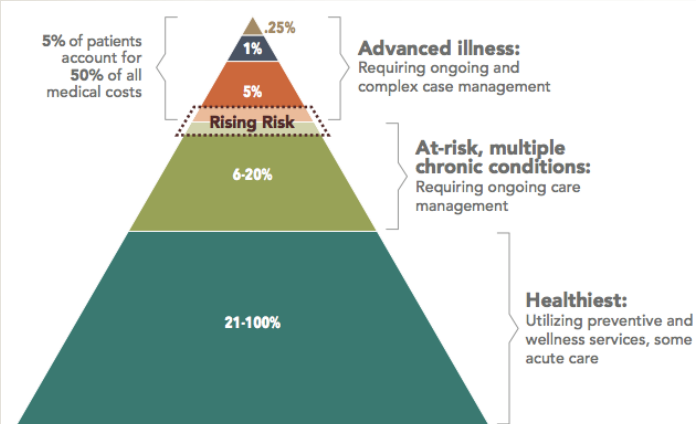 5% of patients
account for
50% of all
medical costs
.25%
1%
5%
Rising Risk
6-20%
21-100%
Advanced illness:
Requiring ongoing and
complex case management
At-risk, multiple
chronic conditions:
Requiring ongoing care
management
Healthiest:
Utilizing preventive and
wellness services, some
acute care